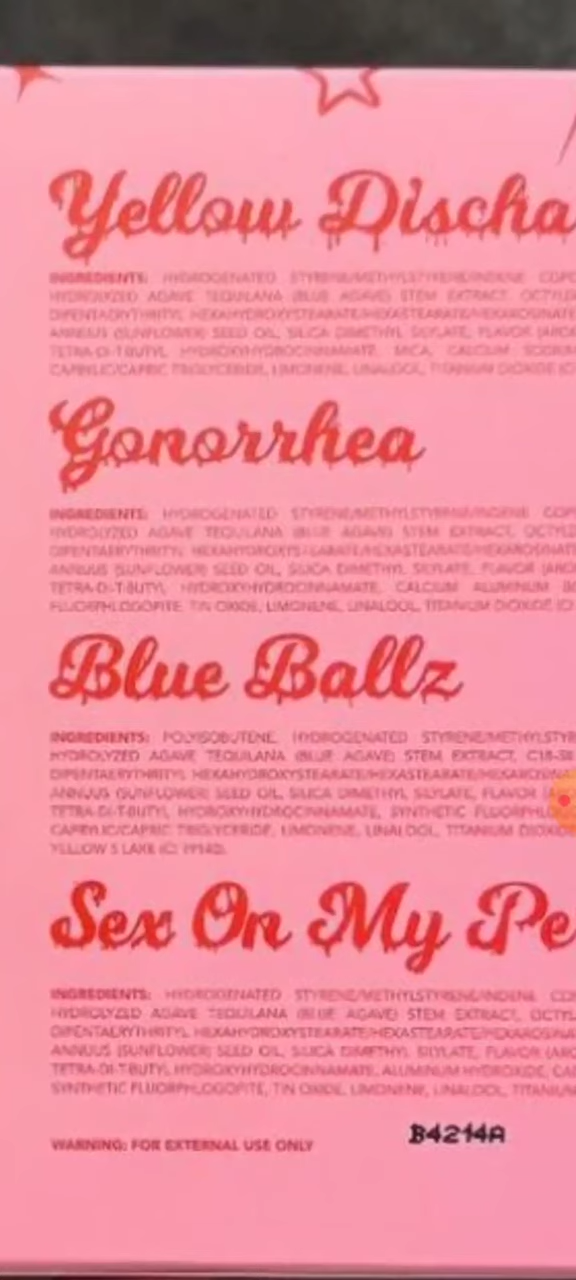 Yellow Discha
INGREDIENTS: HYDROGENATED STYRENE/METHYLSTYRENE/INDENE COPO
HYDROLYZED AGAVE TEQUILANA (BLUE AGAVE) STEM EXTRACT, OCTYLD
DIPENTAERYTHRITYL HEXAHYDROXYSTEARATE/HEXASTEARATE/HEXAROSINATE
ANNUUS (SUNFLOWER) SEED OIL, SILICA DIMETHYL SILYLATE, FLAVOR (ARO
TETRA-DI-T-BUTYL HYDROXYHYDROCINNAMATE, MICA, CALCIUM SODIUM
CAPRYLIC/CAPRIC TRIGLYCERIDE, LIMONENE, LINALOOL, TITANIUM DIOXIDE (CI
Gonorrhea
INGREDIENTS: HYDROGENATED STYRENE/METHYLSTYRENE/INDENE COP
HYDROLYZED AGAVE TEQUILANA (BLUE AGAVE) STEM EXTRACT, OCTYLD
DIPENTAERYTHRITYL HEXAHYDROXYSTEARATE/HEXASTEARATE/HEXAROSINATE
ANNUUS (SUNFLOWER) SEED OIL, SILICA DIMETHYL SILYLATE, FLAVOR (ARO
TETRA-DI-T-BUTYL HYDROXYHYDROCINNAMATE, CALCIUM ALUMINUM BO
FLUORPHLOGOPITE, TIN OXIDE, LIMONENE, LINALOOL, TITANIUM DIOXIDE (CI
Blue Ballz
INGREDIENTS: POLYISOBUTENE, HYDROGENATED STYRENE/METHYLSTYR
HYDROLYZED AGAVE TEQUILANA (BLUE AGAVE) STEM EXTRACT, C18-38
DIPENTAERYTHRITYL HEXAHYDROXYSTEARATE/HEXASTEARATE/HEXAROSINA
ANNUUS (SUNFLOWER) SEED OIL, SILICA DIMETHYL SILYLATE, FLAVOR
TETRA-DI-T-BUTYL HYDROXYHYDROCINNAMATE, SYNTHETIC FLUORPHL
CAPRYLIC/CAPRIC TRIGLYCERIDE, LIMONENE, LINALOOL, TITANIUM DIOXID
YELLOW 5 LAKE (CI 19140).
Sex On My Pe
INGREDIENTS: HYDROGENATED STYRENE/METHYLSTYRENE/INDENE CO
HYDROLYZED AGAVE TEQUILANA (BLUE AGAVE) STEM EXTRACT, OCTYL
DIPENTAERYTHRITYL HEXAHYDROXYSTEARATE/HEXASTEARATE/HEXAROSINAT
ANNUUS (SUNFLOWER) SEED OIL, SILICA DIMETHYL SILYLATE, FLAVOR (ARO
TETRA-DI-T-BUTYL HYDROXYHYDROCINNAMATE, ALUMINUM HYDROXIDE, CAL
SYNTHETIC FLUORPHLOGOPITE, TIN OXIDE, LIMONENE, LINALOOL, TITANIUM
WARNING: FOR EXTERNAL USE ONLY
B4214A